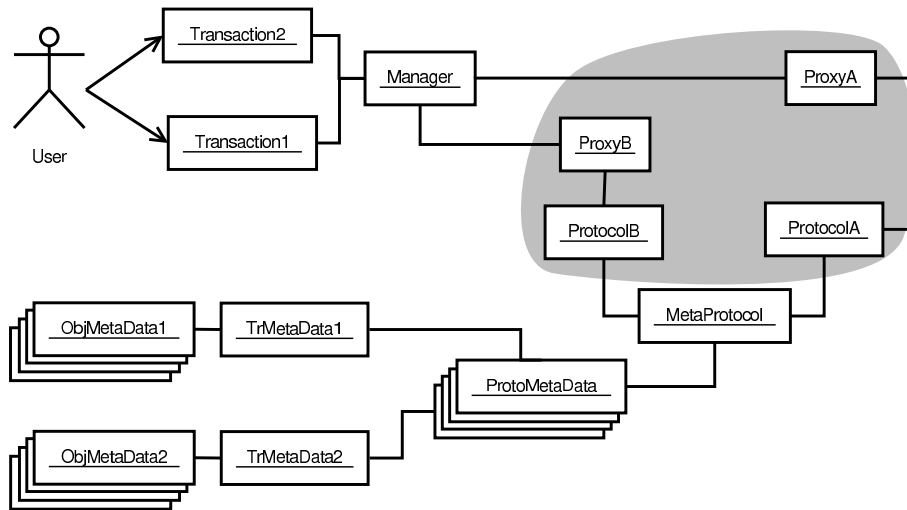 Transaction2
Manager
ProxyA
Transaction1
ProxyB
User
ProtocolB
ProtocolA
MetaProtocol
ObjMetaData1
TrMetaData1
ProtoMetaData
ObjMetaData2
TrMetaData2